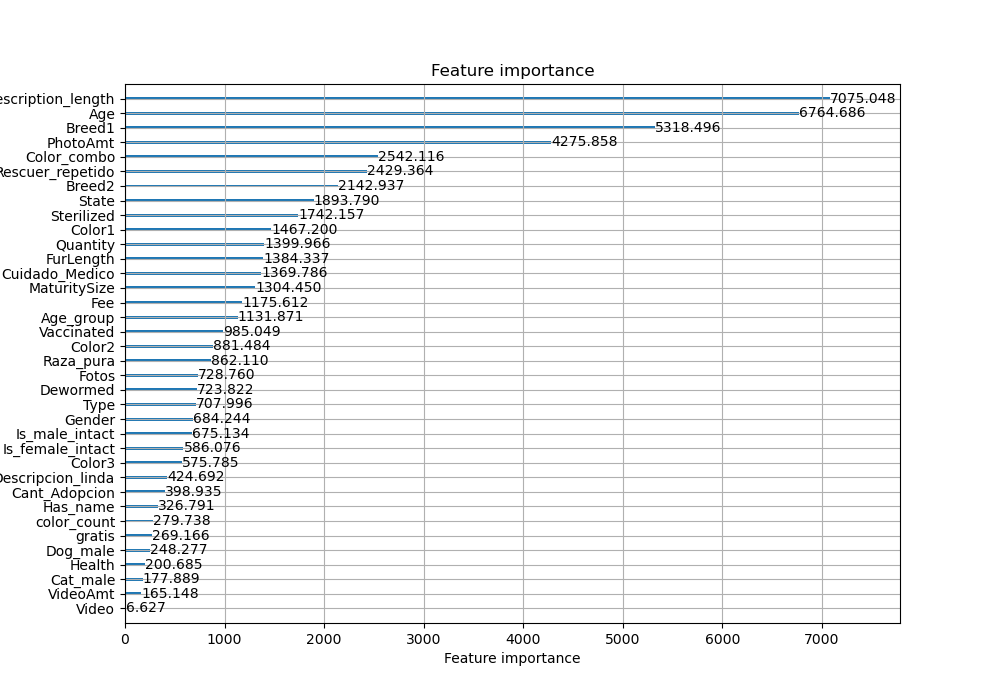 Feature importance
escription_length 7075.048
Age 6764.686
Breed1 5318.496
PhotoAmt 4275.858
Color_combo 2542.116
Rescuer_repetido 2429.364
Breed2 2142.937
State 1893.790
Sterilized 1742.157
Color1 1467.200
Quantity 1399.966
FurLength 1384.337
Cuidado_Medico 1369.786
MaturitySize 1304.450
Fee 1175.612
Age_group 1131.871
Vaccinated 985.049
Color2 881.484
Raza_pura 862.110
Fotos 728.760
Dewormed 723.822
Type 707.996
Gender 684.244
Is_male_intact 675.134
Is_female_intact 586.076
Color3 575.785
Descripcion_linda 424.692
Cant_Adopcion 398.935
Has_name 326.791
color_count 279.738
gratis 269.166
Dog_male 248.277
Health 200.685
Cat_male 177.889
VideoAmt 165.148
Video 6.627
0 1000 2000 3000 4000 5000 6000 7000
Feature importance